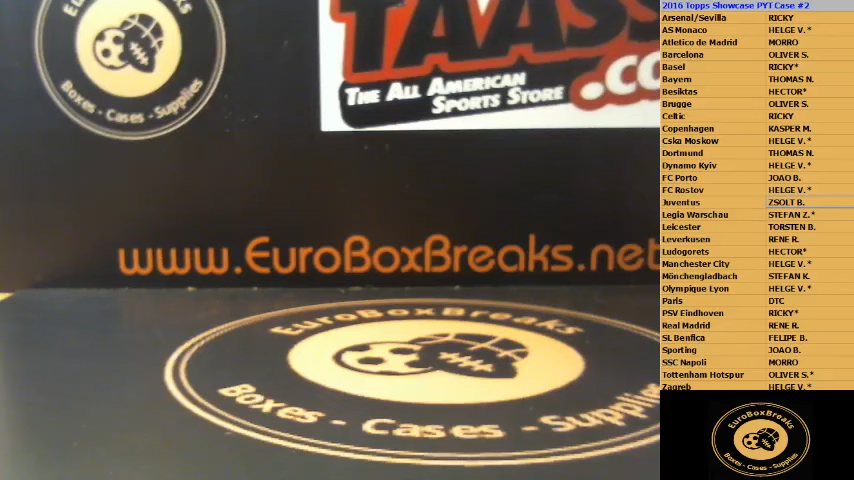 TAASS
THE ALL AMERICAN
SPORTS STORE
.CO
Boxes - Cases - Supplies
www.EuroBoxBreaks.net
EuroBoxBreaks
Boxes - Cases - Supplies
2016 Topps Showcase PYT Case #2
Arsenal/Sevilla RICKY
AS Monaco HELGE V. *
Atletico de Madrid MORRO
Barcelona OLIVER S.
Basel RICKY*
Bayern THOMAS N.
Besiktas HECTOR*
Brugge OLIVER S.
Celtic RICKY
Copenhagen KASPER M.
Cska Moskow HELGE V. *
Dortmund THOMAS N.
Dynamo Kyiv HELGE V. *
FC Porto JOAO B.
FC Rostov HELGE V. *
Juventus ZSOLT B.
Legia Warschau STEFAN Z. *
Leicester TORSTEN B.
Leverkusen RENE R.
Ludogorets HECTOR*
Manchester City HELGE V. *
Mönchengladbach STEFAN K.
Olympique Lyon HELGE V. *
Paris DTC
PSV Eindhoven RICKY*
Real Madrid RENE R.
SL Benfica FELIPE B.
Sporting JOAO B.
SSC Napoli MORRO
Tottenham Hotspur OLIVER S. *
Zagreb HELGE V. *
EuroBoxBreaks
Boxes - Cases - Supplies